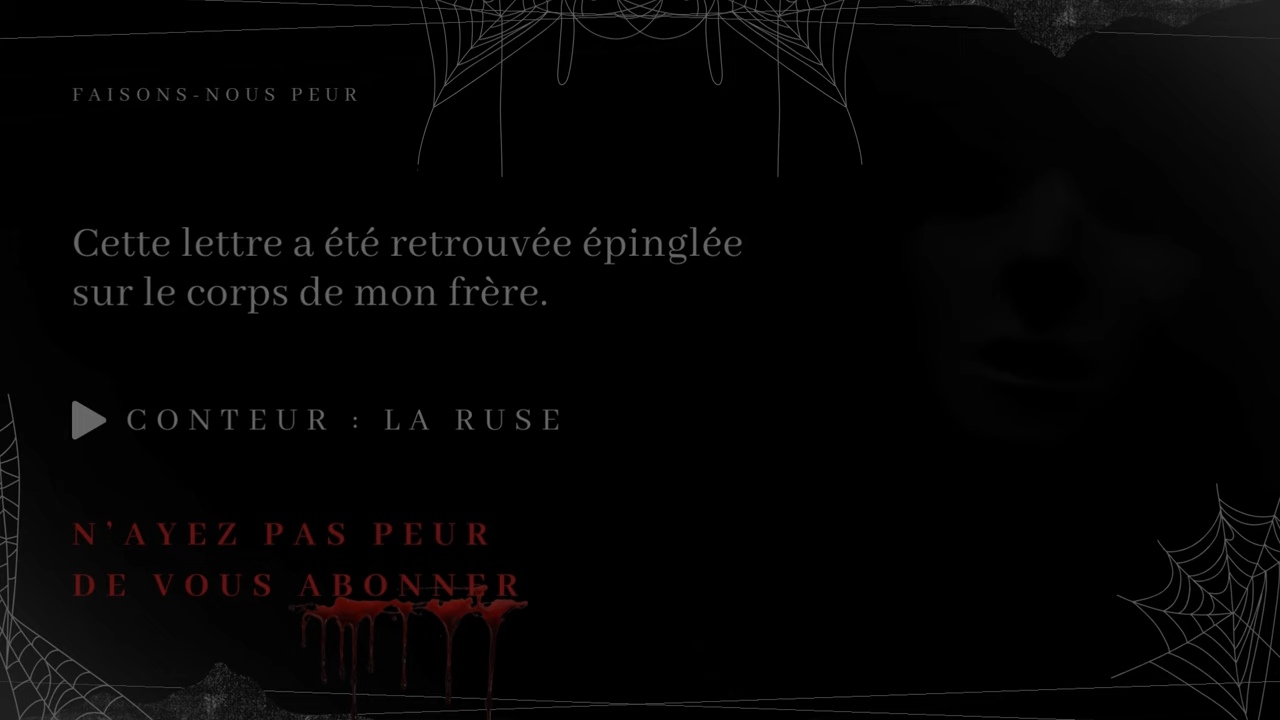 FAISONS-NOUS PEUR
Cette lettre a été retrouvée épinglée
sur le corps de mon frère.
CONTEUR : LA RUSE
N’AYEZ PAS PEUR
DE VOUS ABONNER